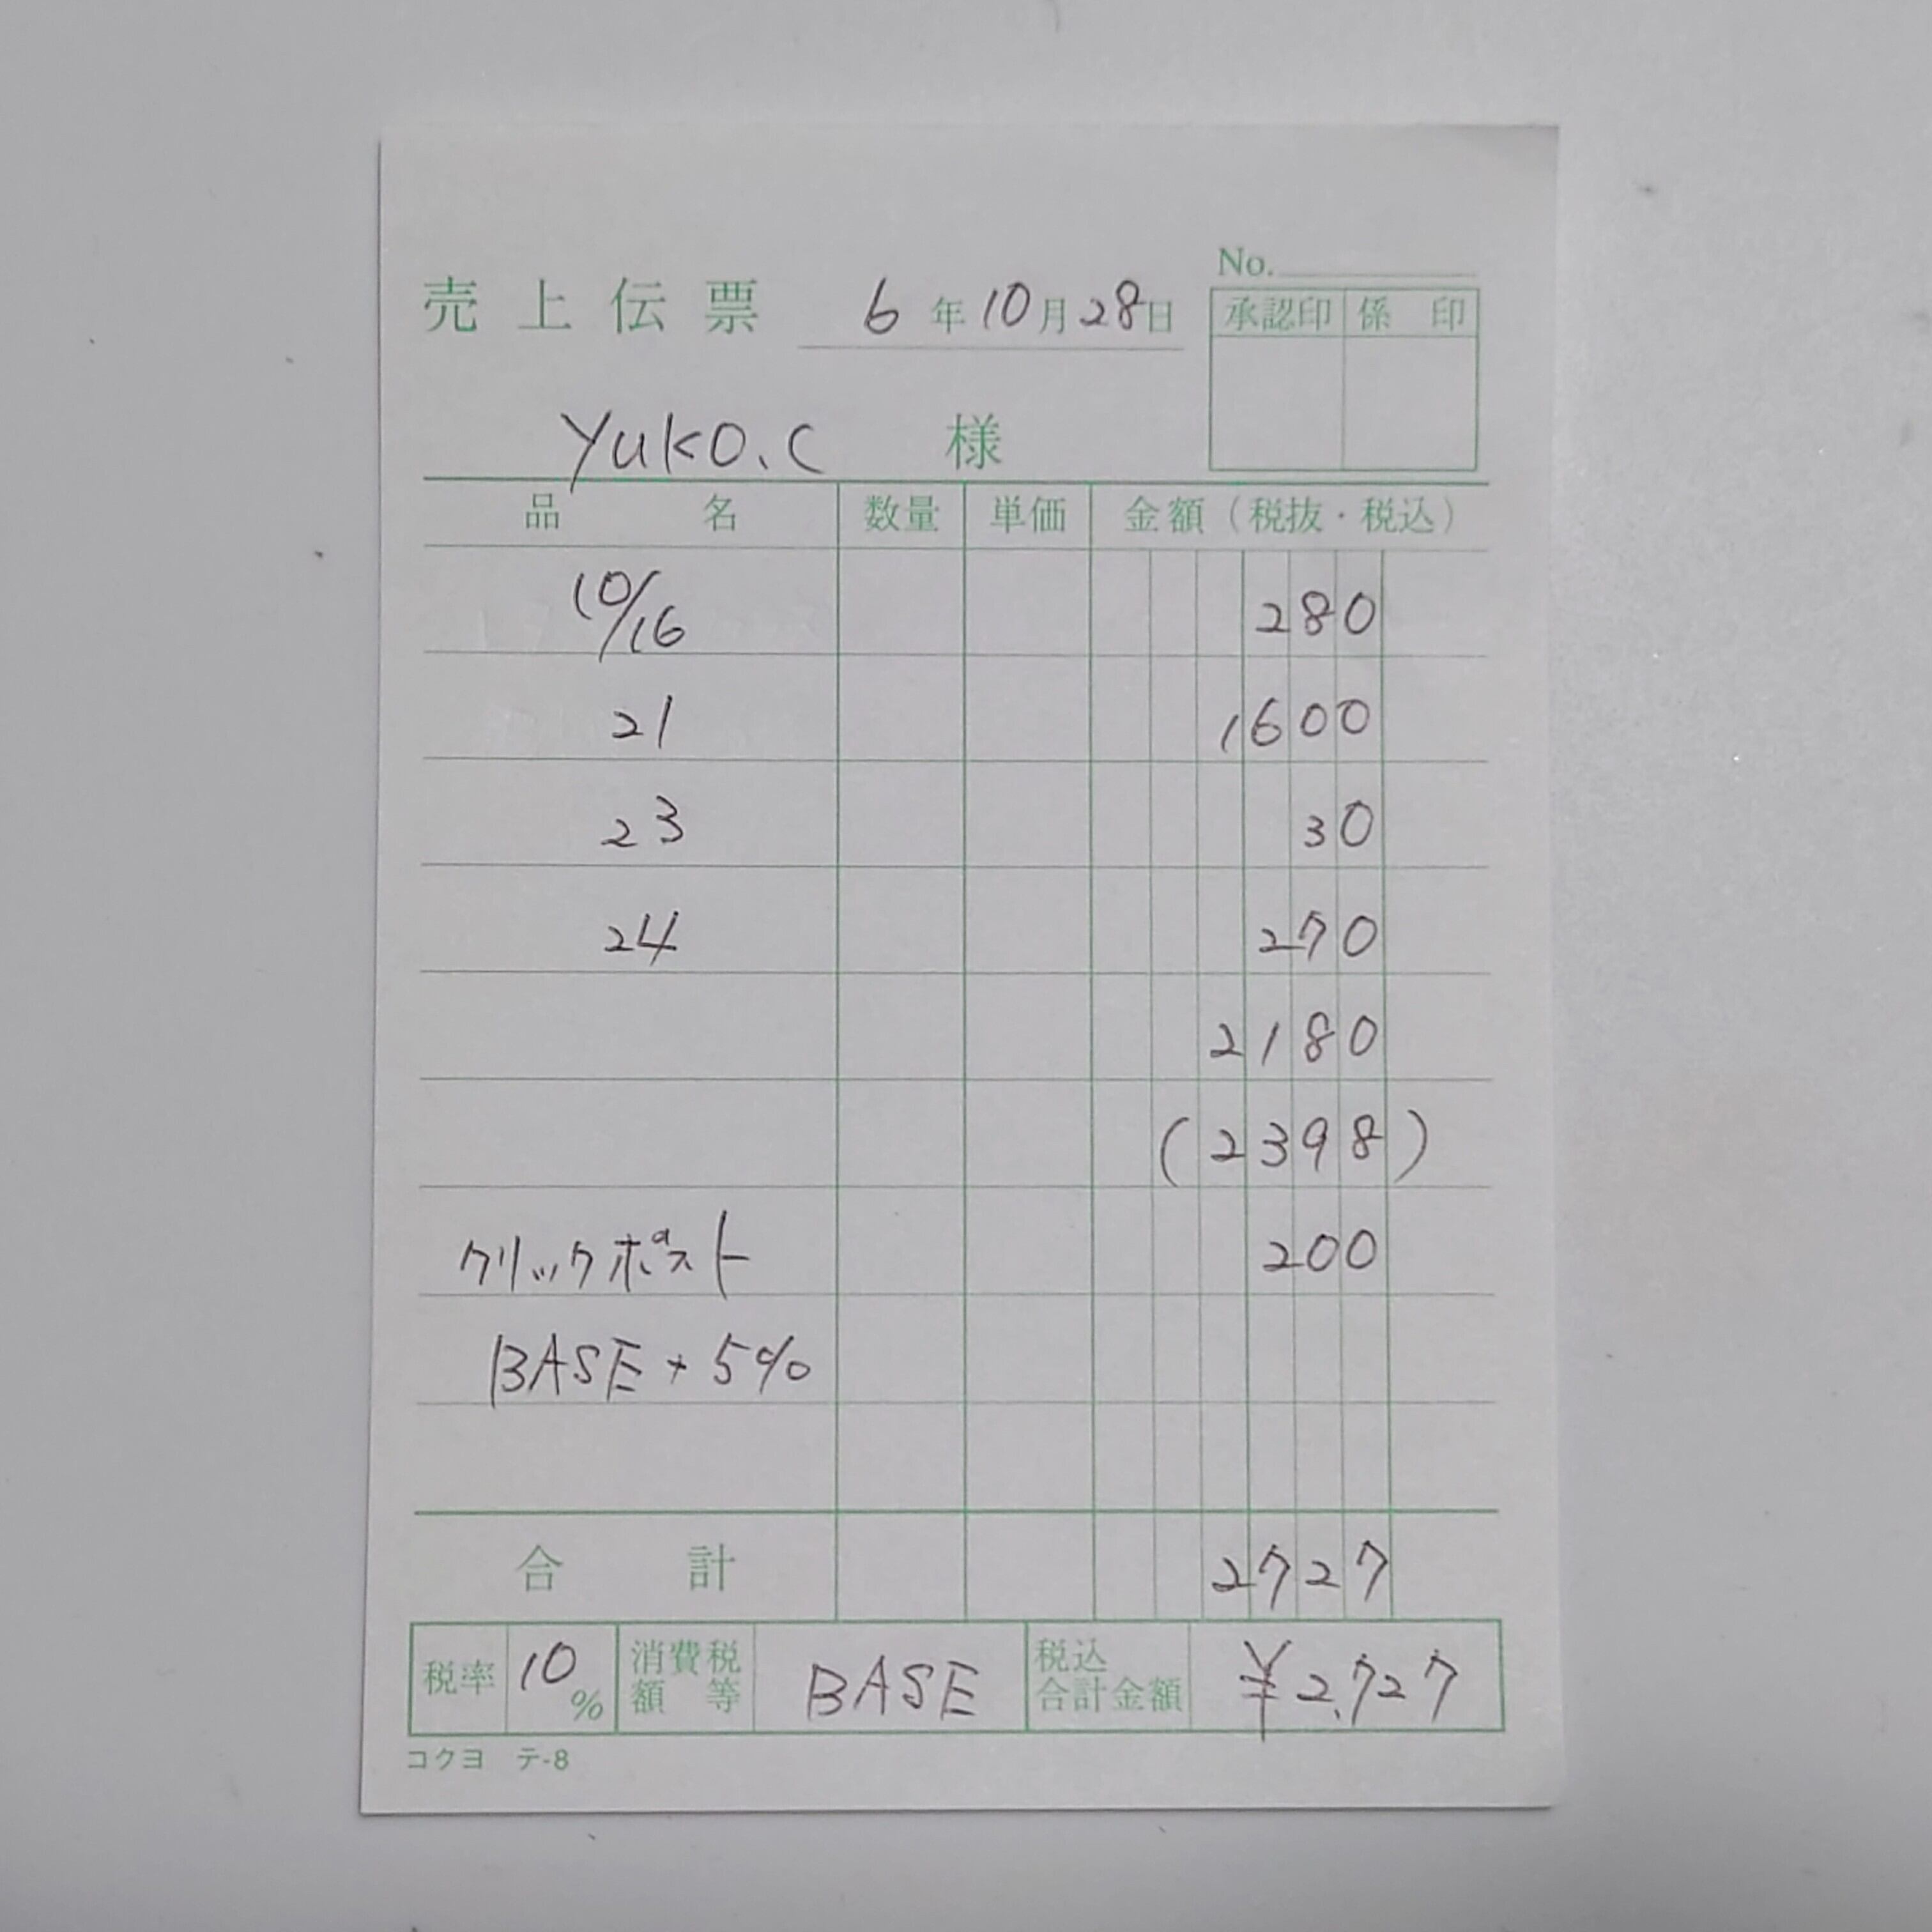 No.
売上伝票 6年10月28日
承認印 係印
Yuko.C 様
品名 数量 単価 金額(税抜・税込)
10/16 280
21 1600
23 30
24 270
2180
(2398)
クリックポスト 200
BASE + 5%
合計 2727
税率 10% 消費税額等 BASE 税込合計金額 ¥2,727
コクヨ テ-8